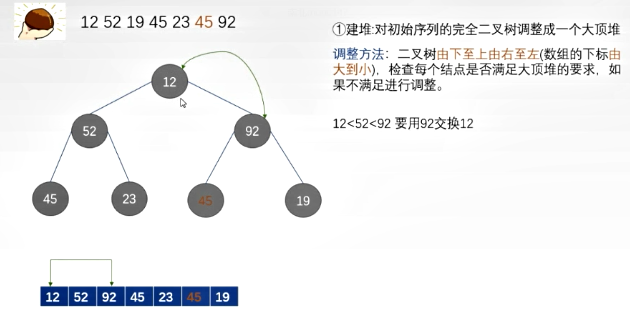 12 52 19 45 23 45 92
①建堆:对初始序列的完全二叉树调整成一个大顶堆
调整方法：二叉树由下至上由右至左(数组的下标由
大到小)，检查每个结点是否满足大顶堆的要求，如
果不满足进行调整。
12<52<92 要用92交换12
12
52
92
45
23
45
19
12 52 92 45 23 45 19